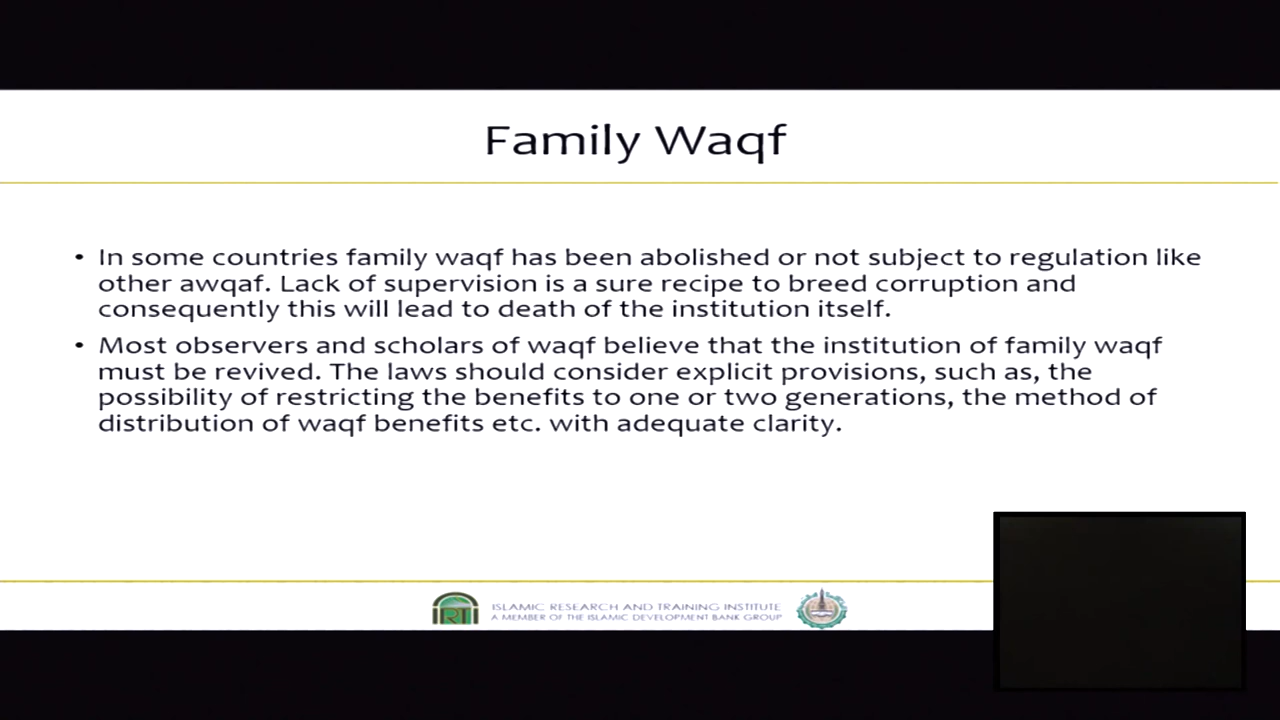 Family Waqf
• In some countries family waqf has been abolished or not subject to regulation like
other awqaf. Lack of supervision is a sure recipe to breed corruption and
consequently this will lead to death of the institution itself.
• Most observers and scholars of waqf believe that the institution of family waqf
must be revived. The laws should consider explicit provisions, such as, the
possibility of restricting the benefits to one or two generations, the method of
distribution of waqf benefits etc. with adequate clarity.
IRTI
ISLAMIC RESEARCH AND TRAINING INSTITUTE
A MEMBER OF THE ISLAMIC DEVELOPMENT BANK GROUP